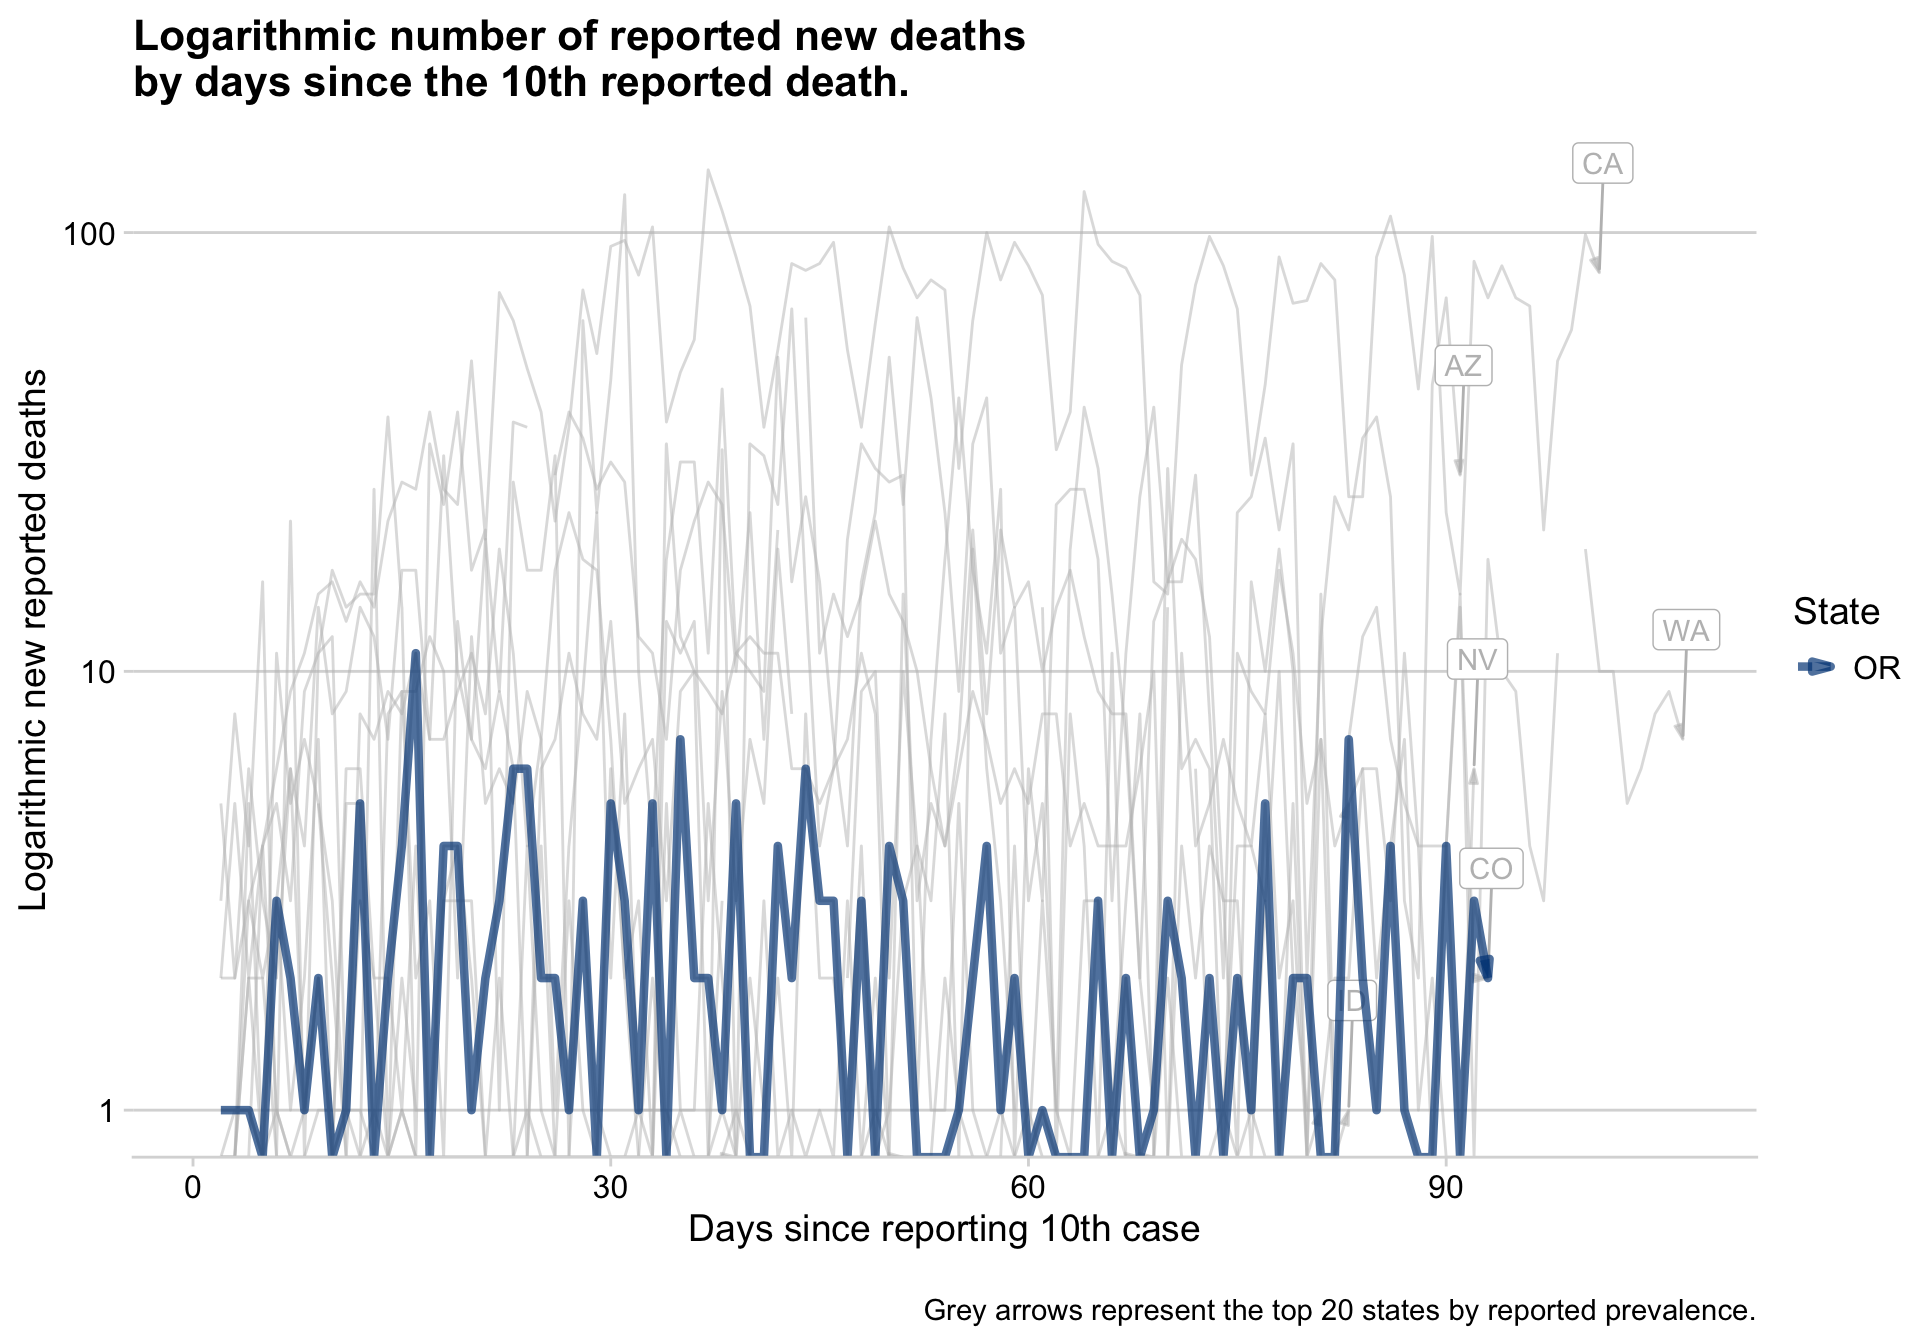 Logarithmic number of reported new deaths
by days since the 10th reported death.
Logarithmic new reported deaths
100
10
1
CA
AZ
WA
NV
CO
ID
State
OR
0
30
60
90
Days since reporting 10th case
Grey arrows represent the top 20 states by reported prevalence.